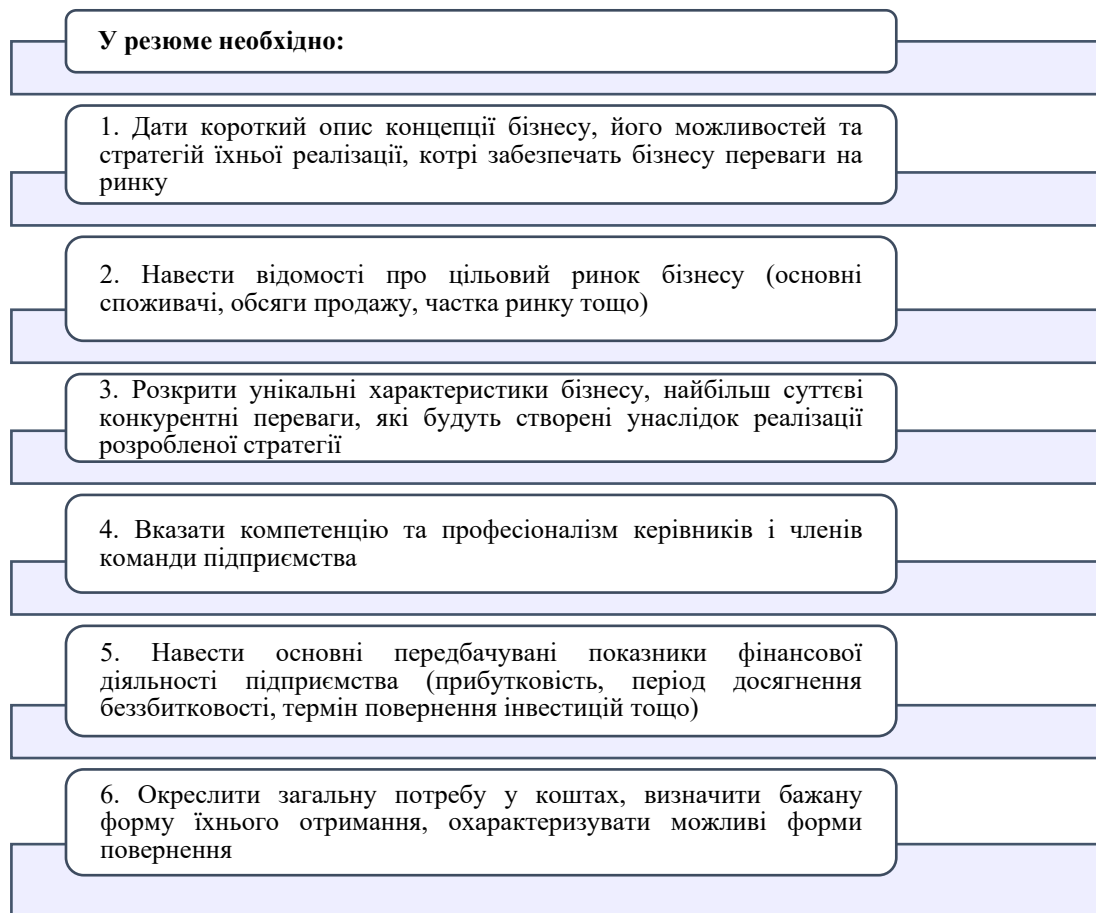 У резюме необхідно:
1. Дати короткий опис концепції бізнесу, його можливостей та
стратегій їхньої реалізації, котрі забезпечать бізнесу переваги на
ринку
2. Навести відомості про цільовий ринок бізнесу (основні
споживачі, обсяги продажу, частка ринку тощо)
3. Розкрити унікальні характеристики бізнесу, найбільш суттєві
конкурентні переваги, які будуть створені унаслідок реалізації
розробленої стратегії
4. Вказати компетенцію та професіоналізм керівників і членів
команди підприємства
5. Навести основні передбачувані показники фінансової
діяльності підприємства (прибутковість, період досягнення
беззбитковості, термін повернення інвестицій тощо)
6. Окреслити загальну потребу у коштах, визначити бажану
форму їхнього отримання, охарактеризувати можливі форми
повернення